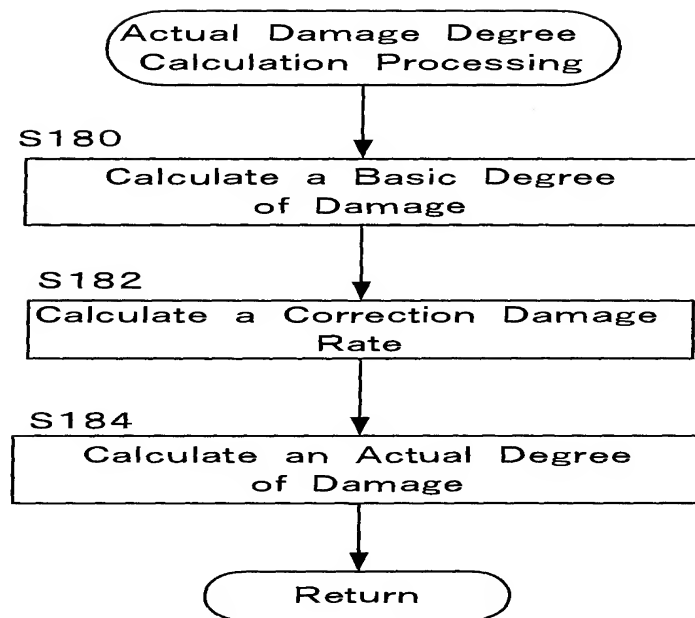 Actual Damage Degree
Calculation Processing
S180
Calculate a Basic Degree
of Damage
S182
Calculate a Correction Damage
Rate
S184
Calculate an Actual Degree
of Damage
Return